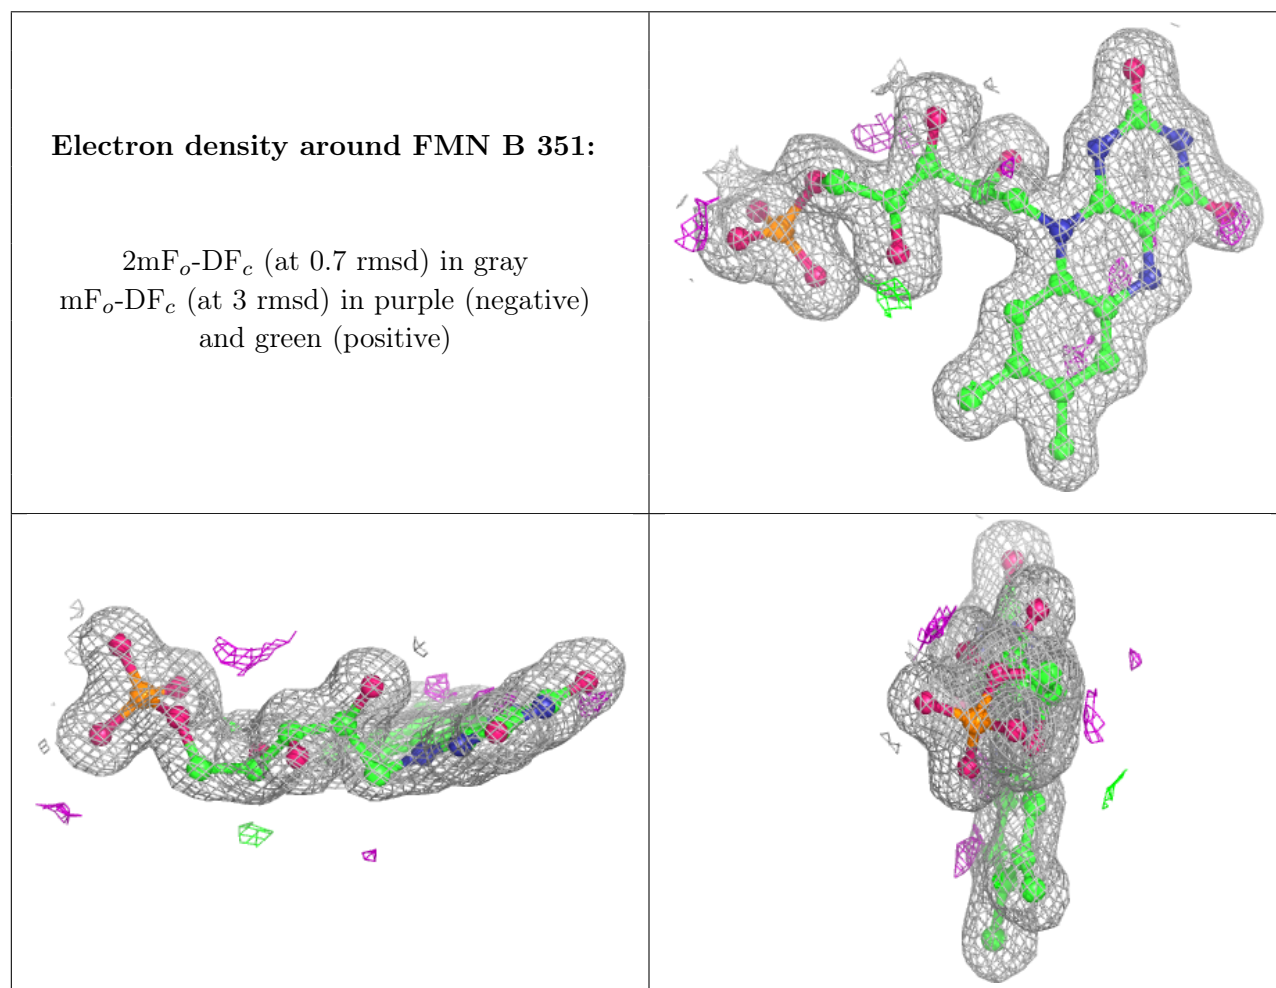 Electron density around FMN B 351:
2mFo-DFc (at 0.7 rmsd) in gray
mFo-DFc (at 3 rmsd) in purple (negative)
and green (positive)